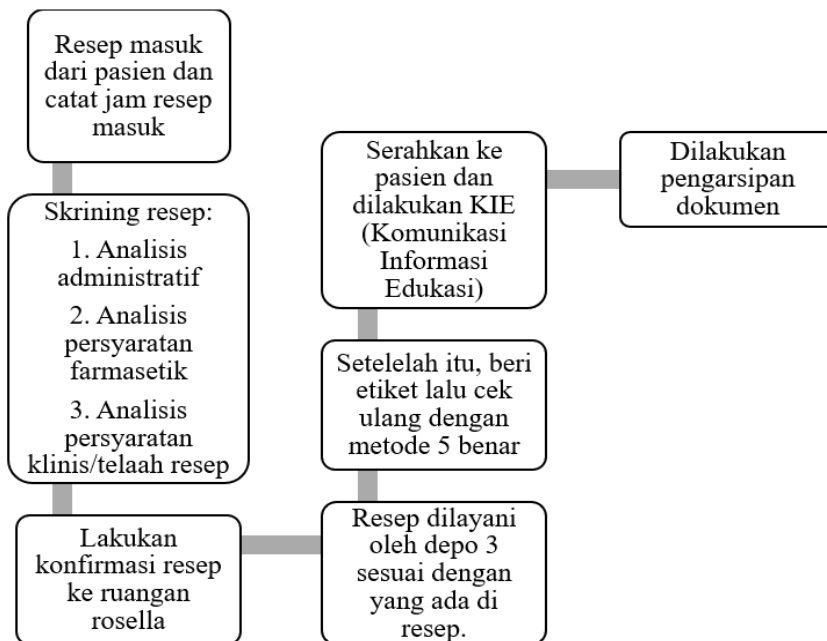 Resep masuk
dari pasien dan
catat jam resep
masuk
Skrining resep:
1. Analisis
administratif
2. Analisis
persyaratan
farmasetik
3. Analisis
persyaratan
klinis/telaah resep
Lakukan
konfirmasi resep
ke ruangan
rosella
Resep dilayani
oleh depo 3
sesuai dengan
yang ada di
resep.
Setelelah itu, beri
etiket lalu cek
ulang dengan
metode 5 benar
Serahkan ke
pasien dan
dilakukan KIE
(Komunikasi
Informasi
Edukasi)
Dilakukan
pengarsipan
dokumen